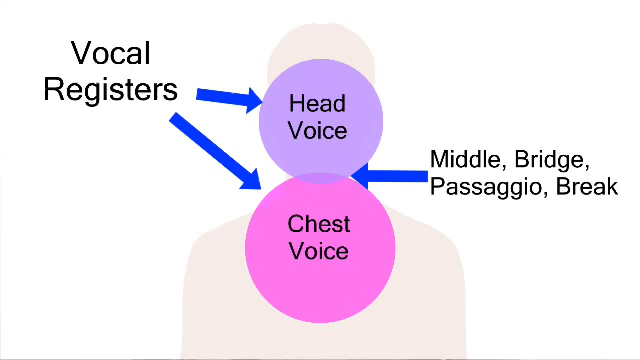 Vocal
Registers
Head
Voice
Middle, Bridge,
Passaggio, Break
Chest
Voice